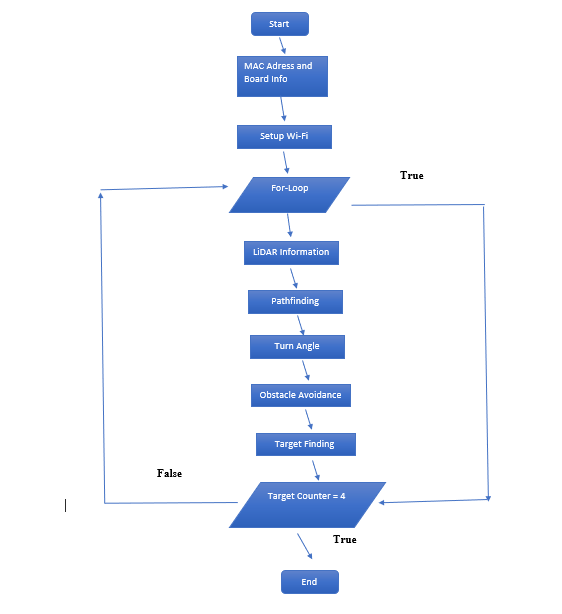 Start
MAC Adress and
Board Info
Setup Wi-Fi
For-Loop
True
LiDAR Information
Pathfinding
Turn Angle
Obstacle Avoidance
Target Finding
False
Target Counter = 4
True
End